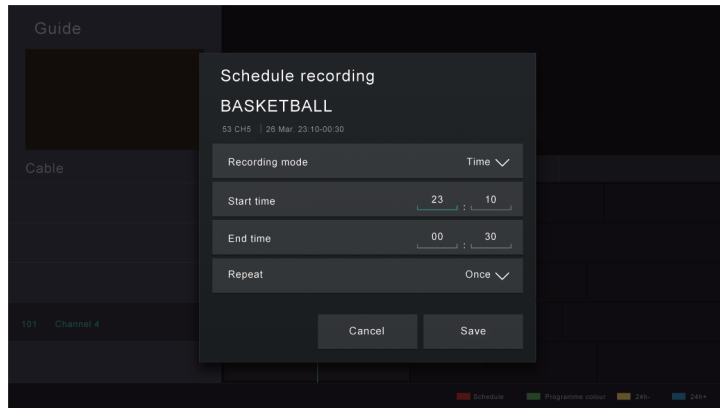 Guide
Schedule recording
BASKETBALL
53 CH5 | 26 Mar. 23:10-00:30
Cable
Recording mode Time
Start time 23 : 10
End time 00 : 30
Repeat Once
101 Channel 4
Cancel Save
Schedule Programme colour 24h- 24h+